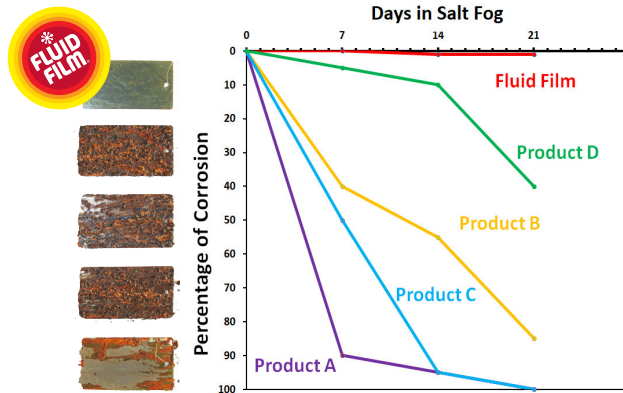 Days in Salt Fog
0 7 14 21
FLUID
FILM
0
10
20
30
40
50
60
70
80
90
100
Percentage of Corrosion
Fluid Film
Product D
Product B
Product C
Product A